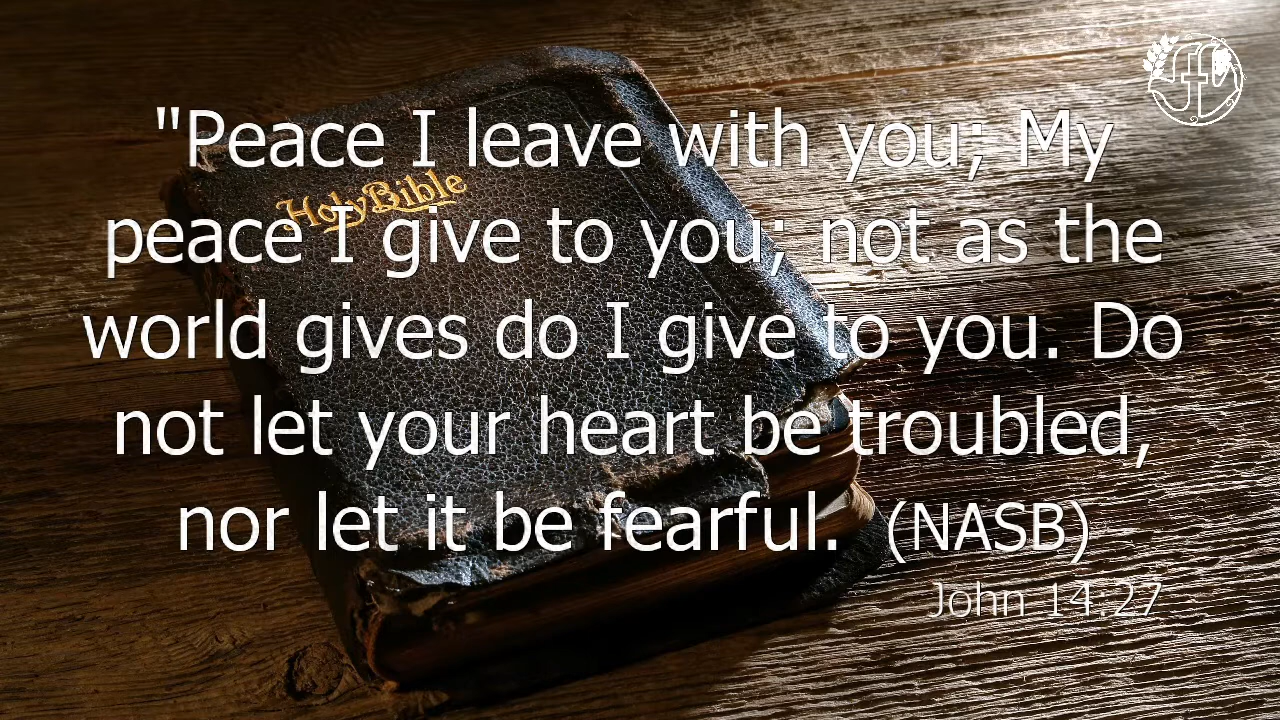 "Peace I leave with you; My
Holy Bible
peace I give to you; not as the
world gives do I give to you. Do
not let your heart be troubled,
nor let it be fearful. (NASB)
John 14:27